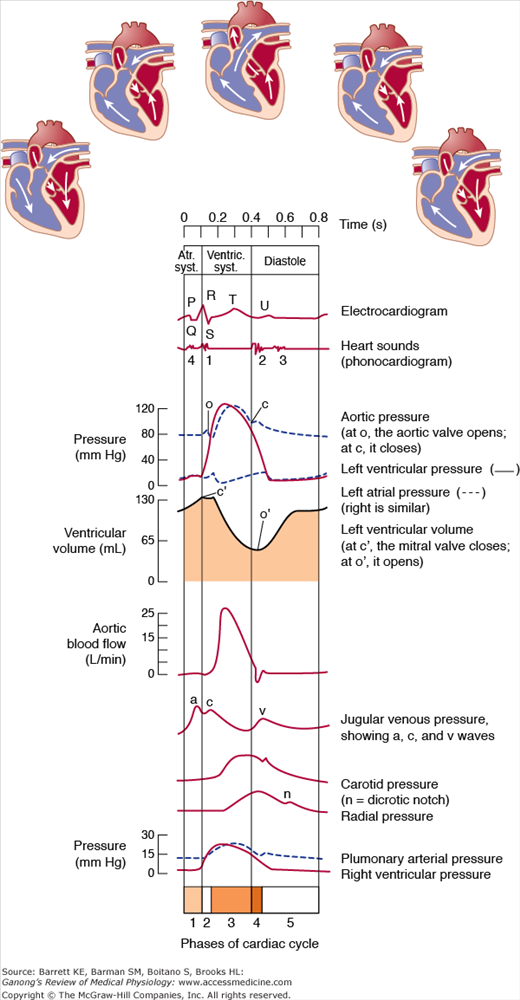 0 0.2 0.4 0.6 0.8
Time (s)
Atr. syst.
Ventric. syst.
Diastole
P R T U
Electrocardiogram
Q S
Heart sounds
(phonocardiogram)
4 1 2 3
o c
120
80
40
0
Pressure
(mm Hg)
Aortic pressure
(at o, the aortic valve opens;
at c, it closes)
Left ventricular pressure (—)
Left atrial pressure (---)
(right is similar)
c' o'
130
65
0
Ventricular
volume (mL)
Left ventricular volume
(at c', the mitral valve closes;
at o', it opens)
25
15
0
Aortic
blood flow
(L/min)
a c v
Jugular venous pressure,
showing a, c, and v waves
Carotid pressure
(n = dicrotic notch)
n
Radial pressure
30
15
0
Pressure
(mm Hg)
Plumonary arterial pressure
Right ventricular pressure
1 2 3 4 5
Phases of cardiac cycle
Source: Barrett KE, Barman SM, Boitano S, Brooks HL:
Ganong's Review of Medical Physiology: www.accessmedicine.com
Copyright © The McGraw-Hill Companies, Inc. All rights reserved.